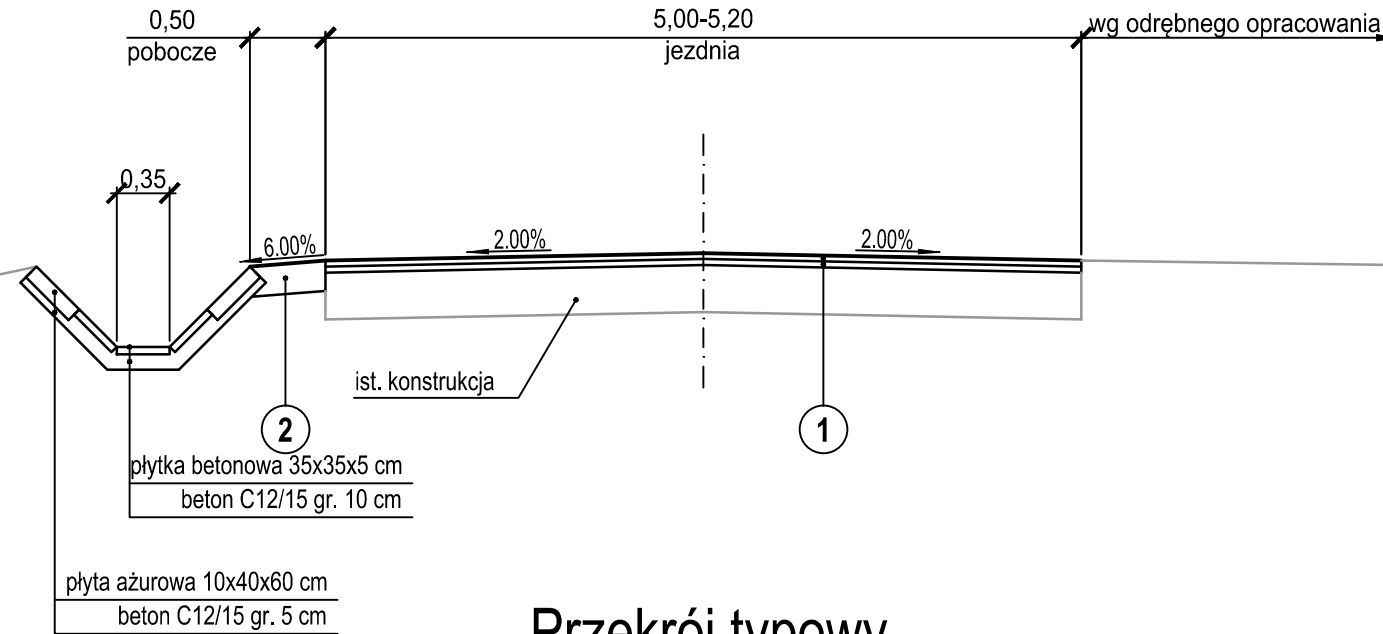 0,50
pobocze
5,00-5,20
jezdnia
wg odrębnego opracowania
0,35
6.00%
2.00%
2.00%
ist. konstrukcja
2
1
płytka betonowa 35x35x5 cm
beton C12/15 gr. 10 cm
płyta ażurowa 10x40x60 cm
beton C12/15 gr. 5 cm
Przekrój typowy